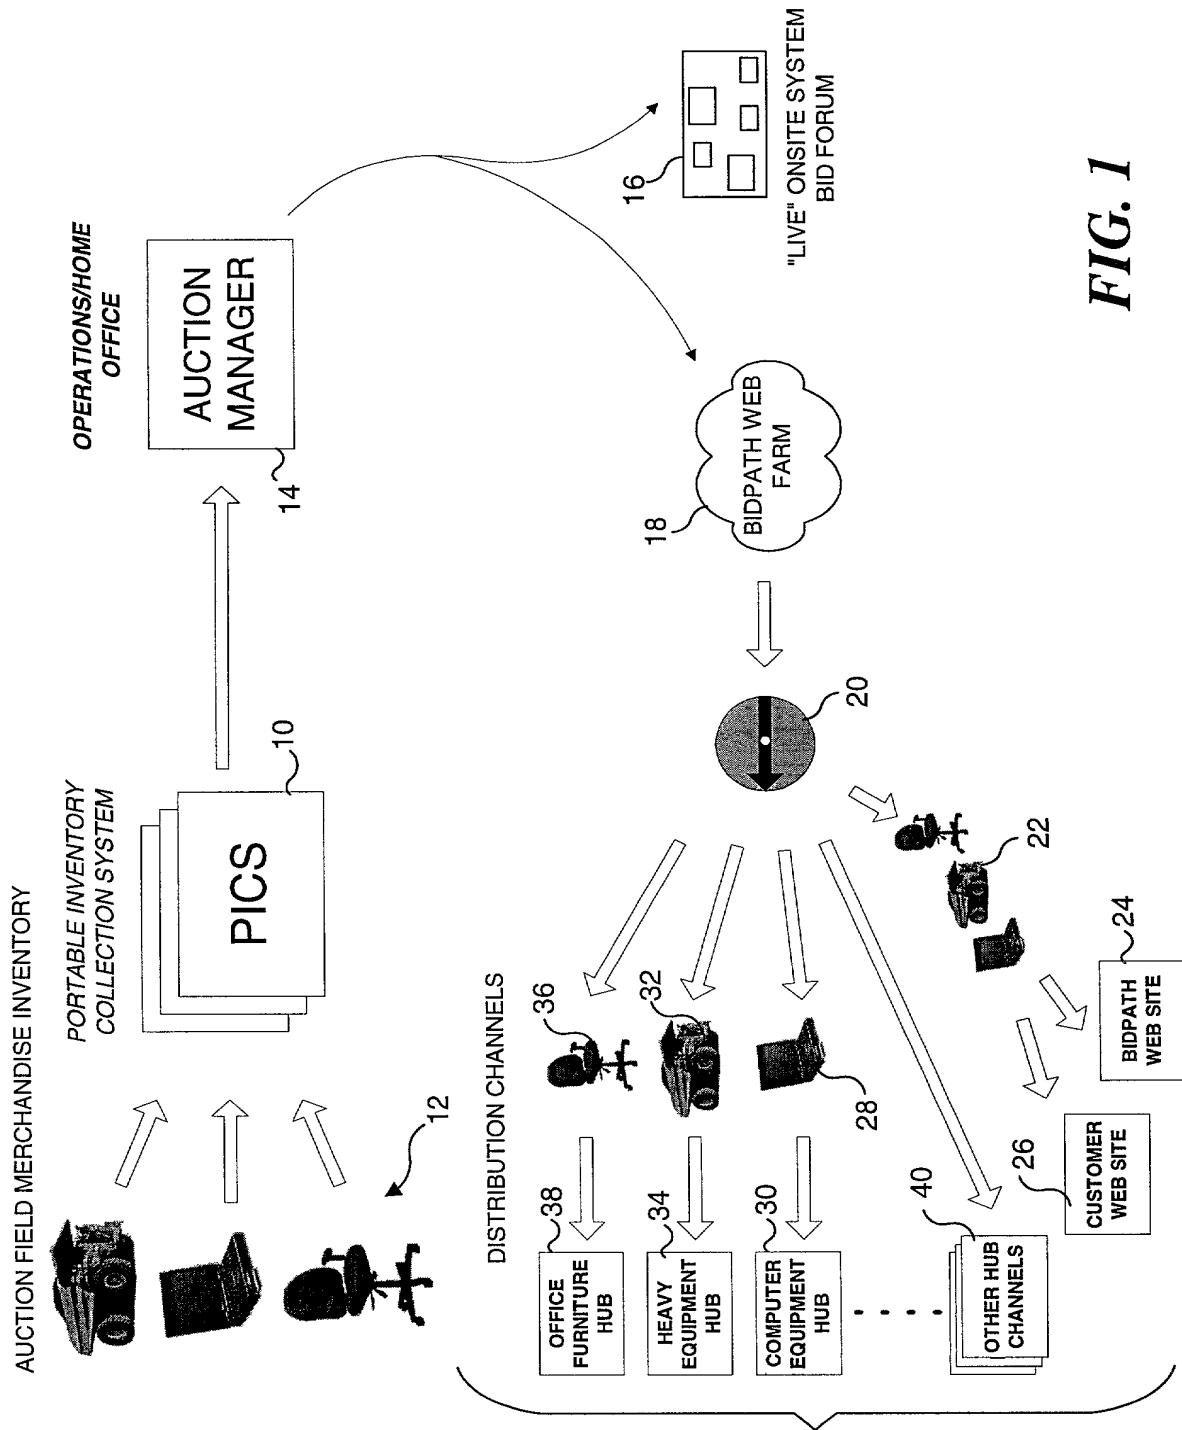 AUCTION FIELD MERCHANDISE INVENTORY
12
PORTABLE INVENTORY
COLLECTION SYSTEM
PICS
10
OPERATIONS/HOME
OFFICE
AUCTION
MANAGER
14
16
"LIVE" ONSITE SYSTEM
BID FORUM
18
BIDPATH WEB
FARM
20
DISTRIBUTION CHANNELS
36
38
OFFICE
FURNITURE
HUB
32
34
HEAVY
EQUIPMENT
HUB
28
30
COMPUTER
EQUIPMENT
HUB
40
OTHER HUB
CHANNELS
22
26
CUSTOMER
WEB SITE
24
BIDPATH
WEB SITE
FIG. 1